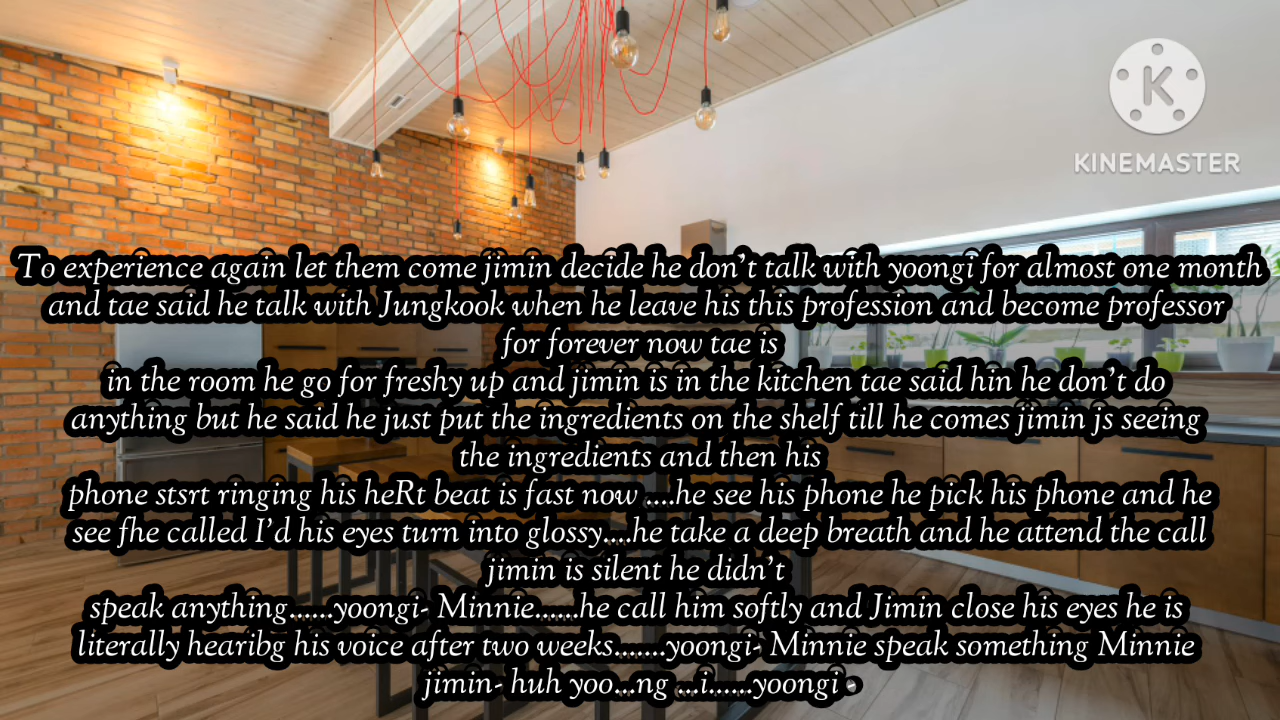 K
KINEMASTER
To experience again let them come jimin decide he don't talk with yoongi for almost one month
and tae said he talk with Jungkook when he leave his this profession and become professor
for forever now tae is
in the room he go for freshy up and jimin is in the kitchen tae said hin he don't do
anything but he said he just put the ingredients on the shelf till he comes jimin js seeing
the ingredients and then his
phone stsrt ringing his heRt beat is fast now ....he see his phone he pick his phone and he
see fhe called I'd his eyes turn into glossy....he take a deep breath and he attend the call
jimin is silent he didn't
speak anything......yoongi- Minnie......he call him softly and Jimin close his eyes he is
literally hearibg his voice after two weeks.......yoongi- Minnie speak something Minnie
jimin- huh yoo...ng ...i......yoongi •